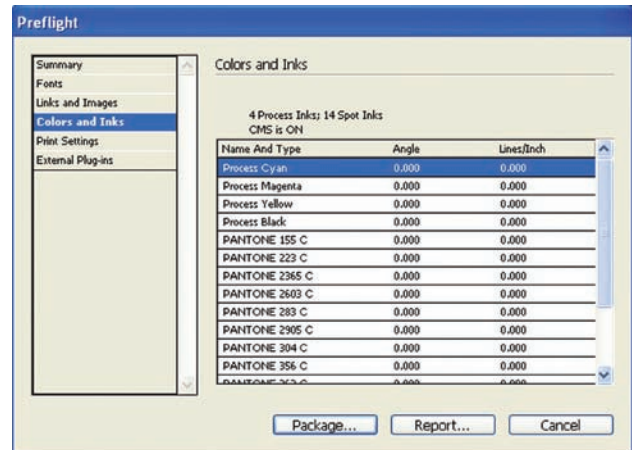 Preflight
Summary
Fonts
Links and Images
Colors and Inks
Print Settings
External Plug-ins
Colors and Inks
4 Process Inks; 14 Spot Inks
CMS is ON
Name And Type Angle Lines/Inch
Process Cyan 0.000 0.000
Process Magenta 0.000 0.000
Process Yellow 0.000 0.000
Process Black 0.000 0.000
PANTONE 155 C 0.000 0.000
PANTONE 223 C 0.000 0.000
PANTONE 2365 C 0.000 0.000
PANTONE 2603 C 0.000 0.000
PANTONE 283 C 0.000 0.000
PANTONE 2905 C 0.000 0.000
PANTONE 304 C 0.000 0.000
PANTONE 356 C 0.000 0.000
PANTONE
Package... Report... Cancel